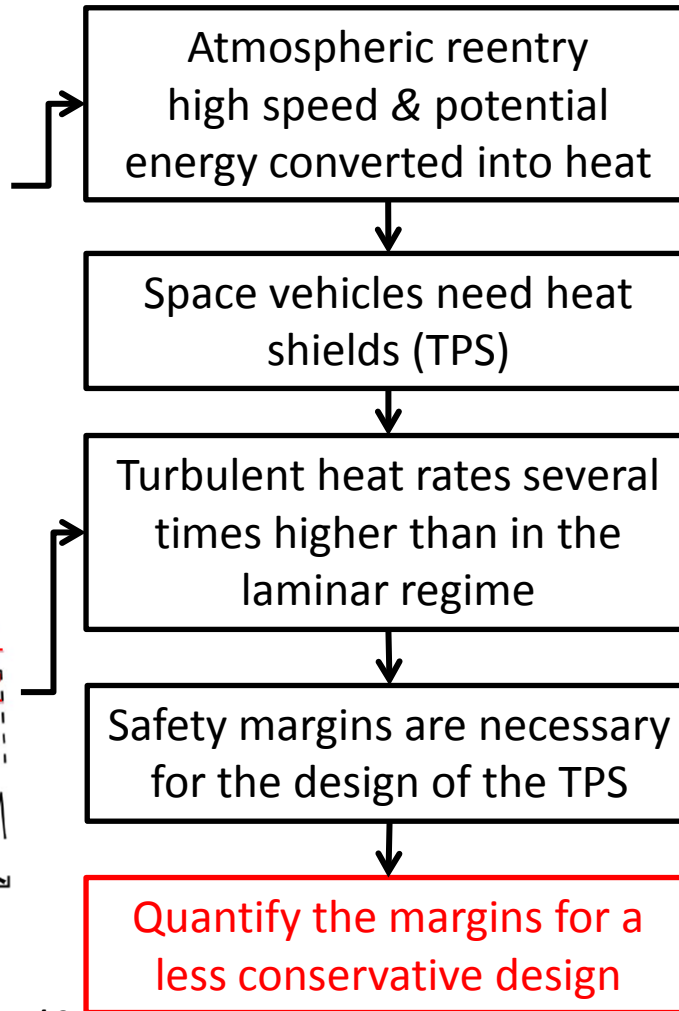 Atmospheric reentry
high speed & potential
energy converted into heat
Space vehicles need heat
shields (TPS)
Turbulent heat rates several
times higher than in the
laminar regime
Safety margins are necessary
for the design of the TPS
Quantify the margins for a
less conservative design